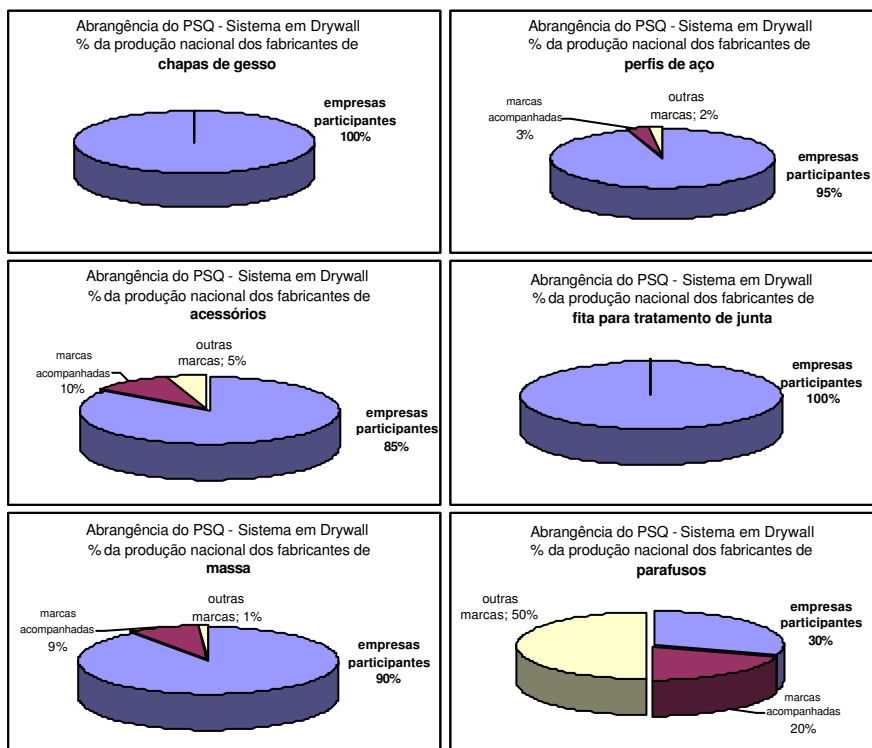 Abrangência do PSQ - Sistema em Drywall
% da produção nacional dos fabricantes de
chapas de gesso
empresas
participantes
100%
Abrangência do PSQ - Sistema em Drywall
% da produção nacional dos fabricantes de
perfis de aço
marcas
acompanhadas
3%
outras
marcas; 2%
empresas
participantes
95%
Abrangência do PSQ - Sistema em Drywall
% da produção nacional dos fabricantes de
acessórios
marcas
acompanhadas
10%
outras
marcas; 5%
empresas
participantes
85%
Abrangência do PSQ - Sistema em Drywall
% da produção nacional dos fabricantes de
fita para tratamento de junta
empresas
participantes
100%
Abrangência do PSQ - Sistema em Drywall
% da produção nacional dos fabricantes de
massa
marcas
acompanhadas
9%
outras
marcas; 1%
empresas
participantes
90%
Abrangência do PSQ - Sistema em Drywall
% da produção nacional dos fabricantes de
parafusos
outras
marcas; 50%
empresas
participantes
30%
marcas
acompanhadas
20%